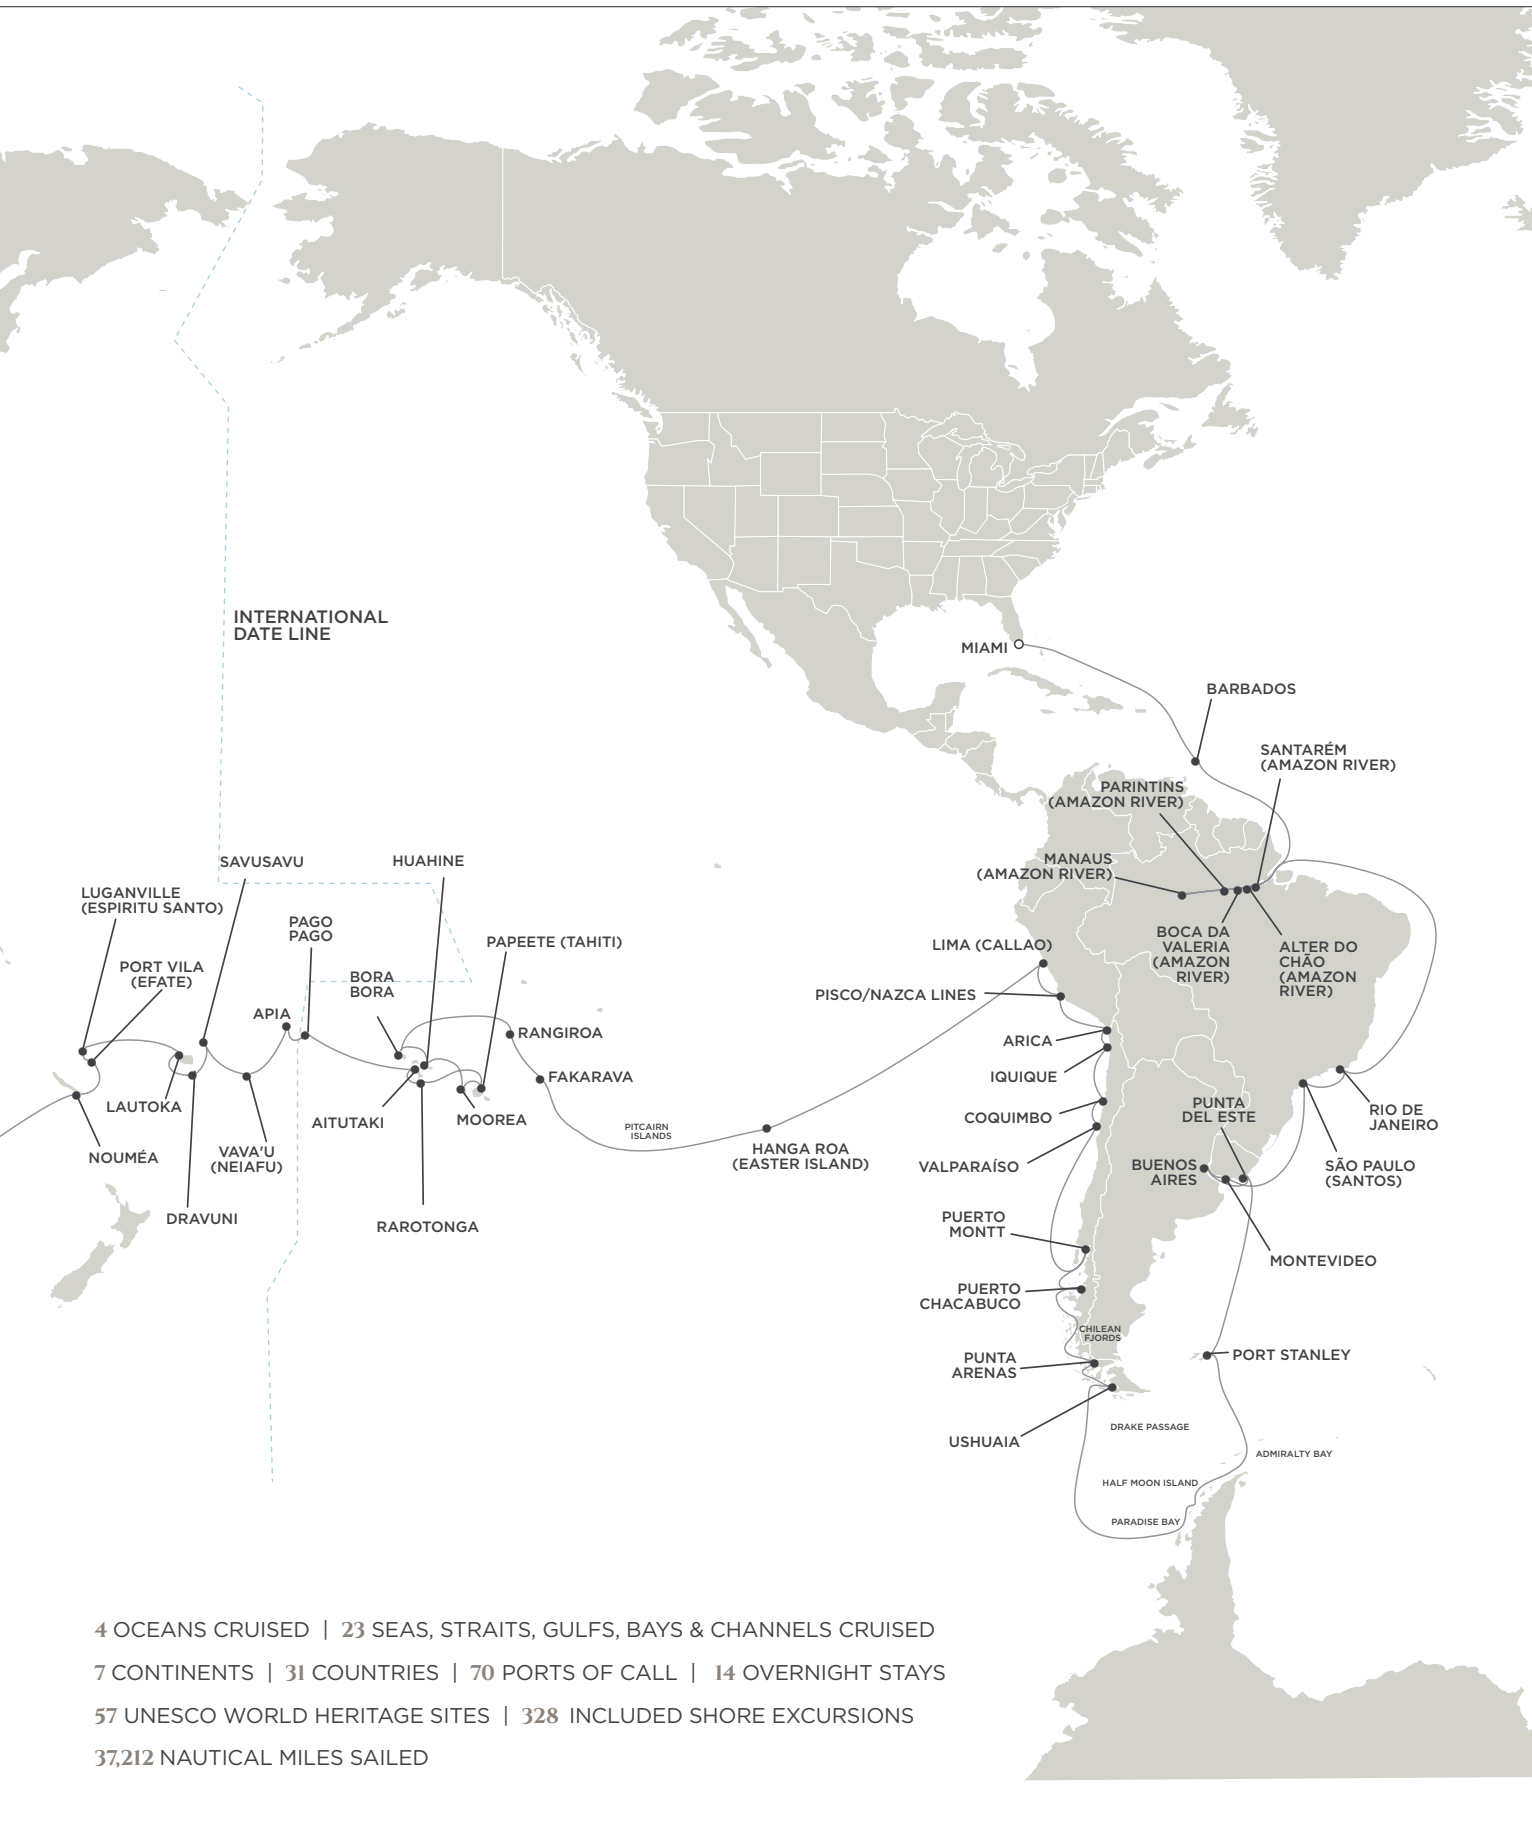 INTERNATIONAL
DATE LINE
MIAMI
BARBADOS
SANTARÉM
(AMAZON RIVER)
PARINTINS
(AMAZON RIVER)
MANAUS
(AMAZON RIVER)
BOCA DA
VALERIA
(AMAZON
RIVER)
ALTER DO
CHÃO
(AMAZON
RIVER)
SAVUSAVU
HUAHINE
LUGANVILLE
(ESPIRITU SANTO)
PAGO
PAGO
PAPEETE (TAHITI)
LIMA (CALLAO)
PORT VILA
(EFATE)
BORA
BORA
PISCO/NAZCA LINES
APIA
RANGIROA
ARICA
FAKARAVA
IQUIQUE
LAUTOKA
AITUTAKI
MOOREA
COQUIMBO
PUNTA
DEL ESTE
RIO DE
JANEIRO
PITCAIRN
ISLANDS
HANGA ROA
(EASTER ISLAND)
NOUMÉA
VAVA'U
(NEIAFU)
VALPARAÍSO
BUENOS
AIRES
SÃO PAULO
(SANTOS)
DRAVUNI
RAROTONGA
PUERTO
MONTT
MONTEVIDEO
PUERTO
CHACABUCO
CHILEAN
FJORDS
PUNTA
ARENAS
PORT STANLEY
USHUAIA
DRAKE PASSAGE
ADMIRALTY BAY
HALF MOON ISLAND
PARADISE BAY
4 OCEANS CRUISED | 23 SEAS, STRAITS, GULFS, BAYS & CHANNELS CRUISED
7 CONTINENTS | 31 COUNTRIES | 70 PORTS OF CALL | 14 OVERNIGHT STAYS
57 UNESCO WORLD HERITAGE SITES | 328 INCLUDED SHORE EXCURSIONS
37,212 NAUTICAL MILES SAILED